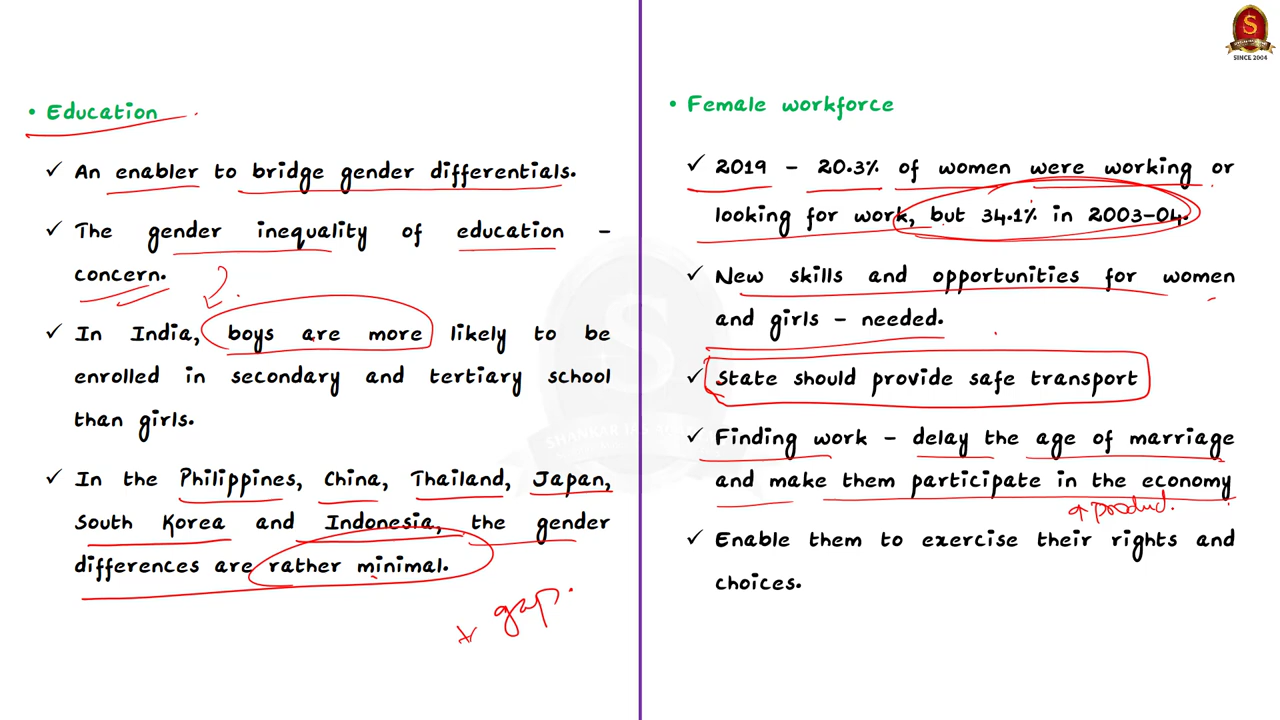 • Education
✓ An enabler to bridge gender differentials.
✓ The gender inequality of education –
concern.
✓ In India, boys are more likely to be
enrolled in secondary and tertiary school
than girls.
✓ In the Philippines, China, Thailand, Japan,
South Korea and Indonesia, the gender
differences are rather minimal.
* gap.
• Female workforce
✓ 2019 – 20.3% of women were working or
looking for work, but 34.1% in 2003-04.
✓ New skills and opportunities for women
and girls – needed.
✓ State should provide safe transport
✓ Finding work – delay the age of marriage
and make them participate in the economy
↑ produc.
✓ Enable them to exercise their rights and
choices.
S
SINCE 2004